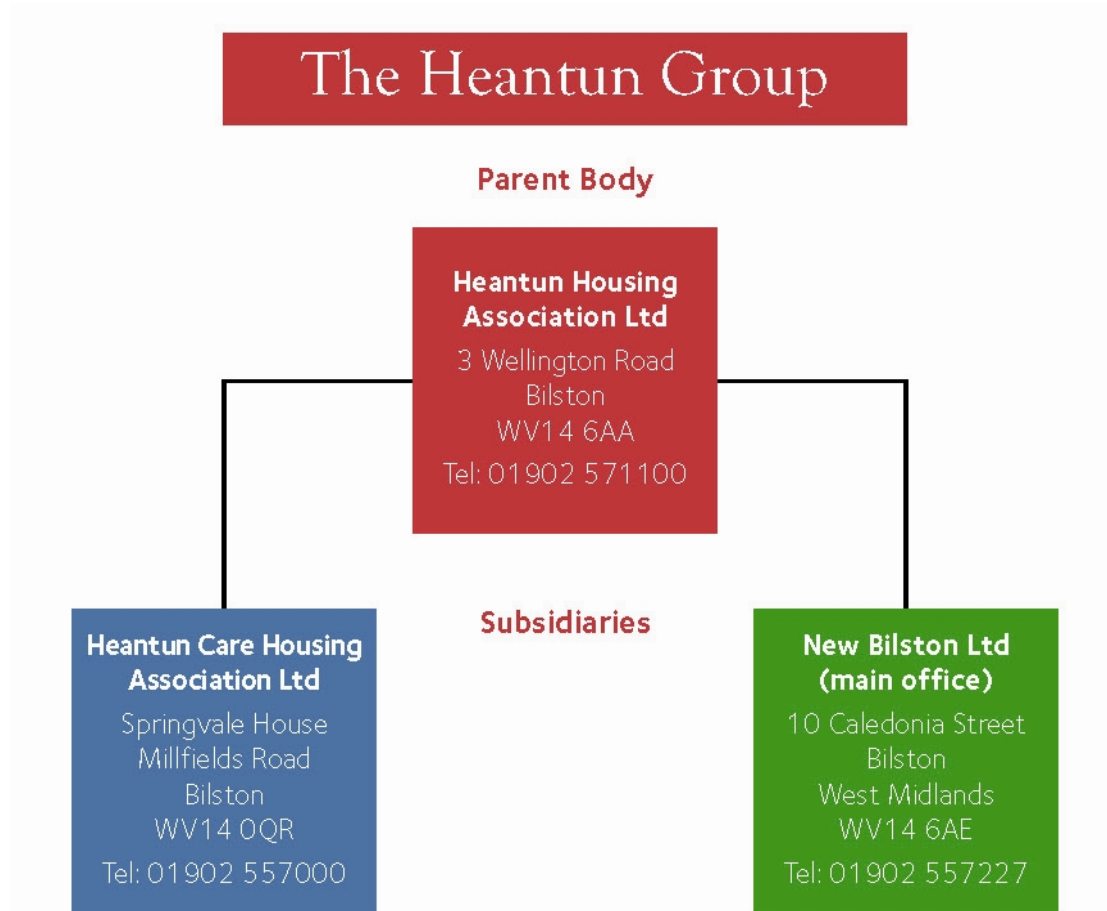 The Heantun Group
Parent Body
Heantun Housing
Association Ltd
3 Wellington Road
Bilston
WV14 6AA
Tel: 01902 571100
Subsidiaries
Heantun Care Housing
Association Ltd
Springvale House
Millfields Road
Bilston
WV14 0QR
Tel: 01902 557000
New Bilston Ltd
(main office)
10 Caledonia Street
Bilston
West Midlands
WV14 6AE
Tel: 01902 557227